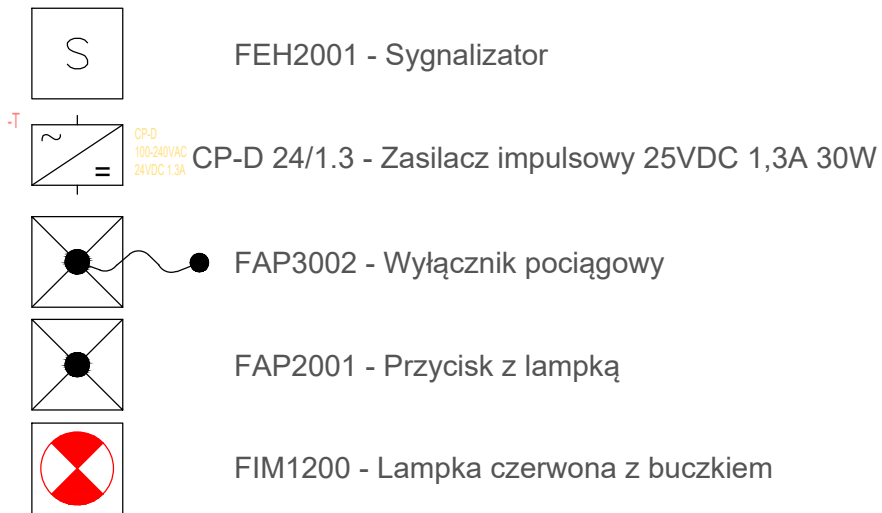 S FEH2001 - Sygnalizator
-T
CP-D
100-240VAC
24VDC 1.3A
CP-D 24/1.3 - Zasilacz impulsowy 25VDC 1,3A 30W
FAP3002 - Wyłącznik pociągowy
FAP2001 - Przycisk z lampką
FIM1200 - Lampka czerwona z buczkiem